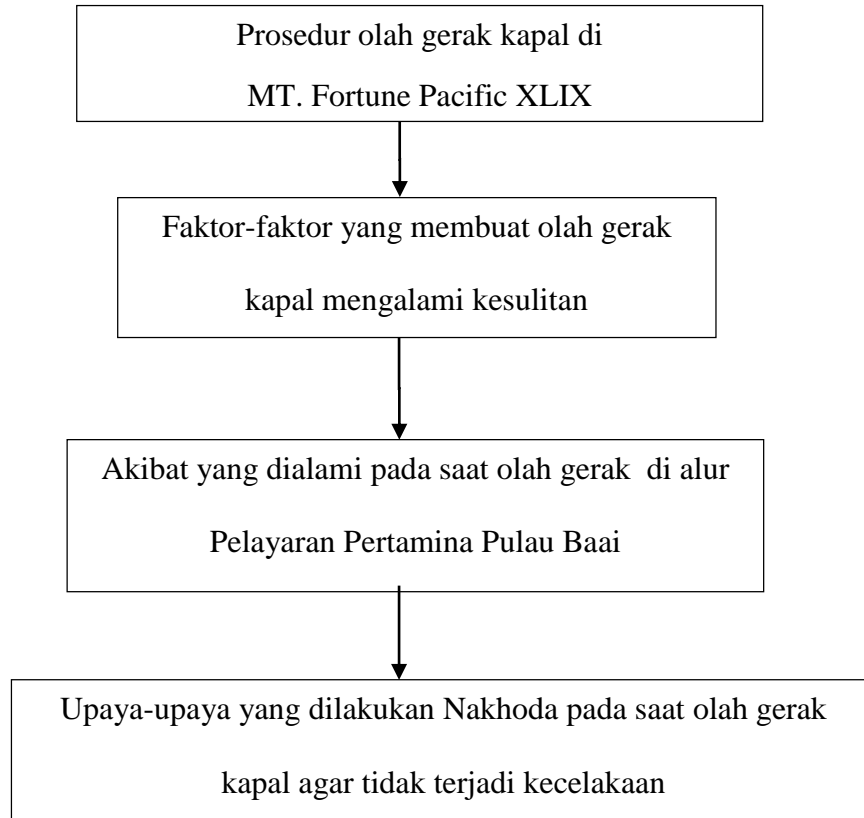 Prosedur olah gerak kapal di
MT. Fortune Pacific XLIX
Faktor-faktor yang membuat olah gerak
kapal mengalami kesulitan
Akibat yang dialami pada saat olah gerak  di alur
Pelayaran Pertamina Pulau Baai
Upaya-upaya yang dilakukan Nakhoda pada saat olah gerak
kapal agar tidak terjadi kecelakaan